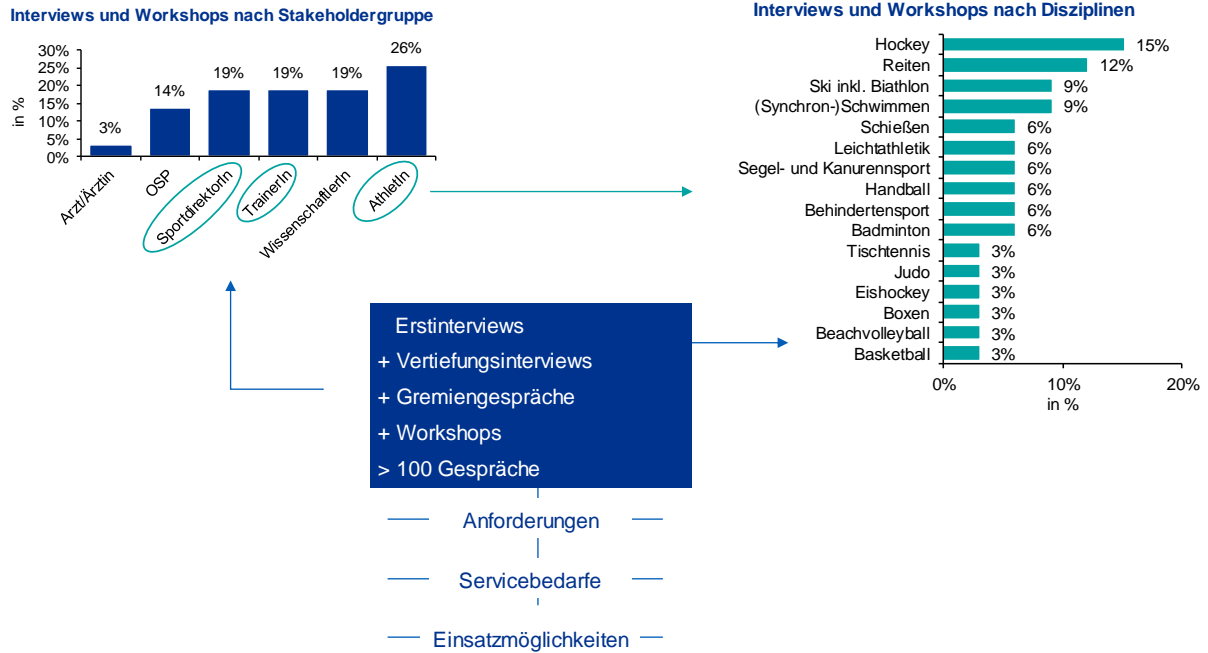 Interviews und Workshops nach Stakeholdergruppe
30%
25%
20%
15%
10%
5%
0%
in %
3%
14%
19%
19%
19%
26%
Arzt/Ärztin
OSP
SportdirektorIn
TrainerIn
WissenschaftlerIn
AthletIn
Interviews und Workshops nach Disziplinen
Hockey 15%
Reiten 12%
Ski inkl. Biathlon 9%
(Synchron-)Schwimmen 9%
Schießen 6%
Leichtathletik 6%
Segel- und Kanurennsport 6%
Handball 6%
Behindertensport 6%
Badminton 6%
Tischtennis 3%
Judo 3%
Eishockey 3%
Boxen 3%
Beachvolleyball 3%
Basketball 3%
0% 10% 20%
in %
Erstinterviews
+ Vertiefungsinterviews
+ Gremiengespräche
+ Workshops
> 100 Gespräche
Anforderungen
Servicebedarfe
Einsatzmöglichkeiten